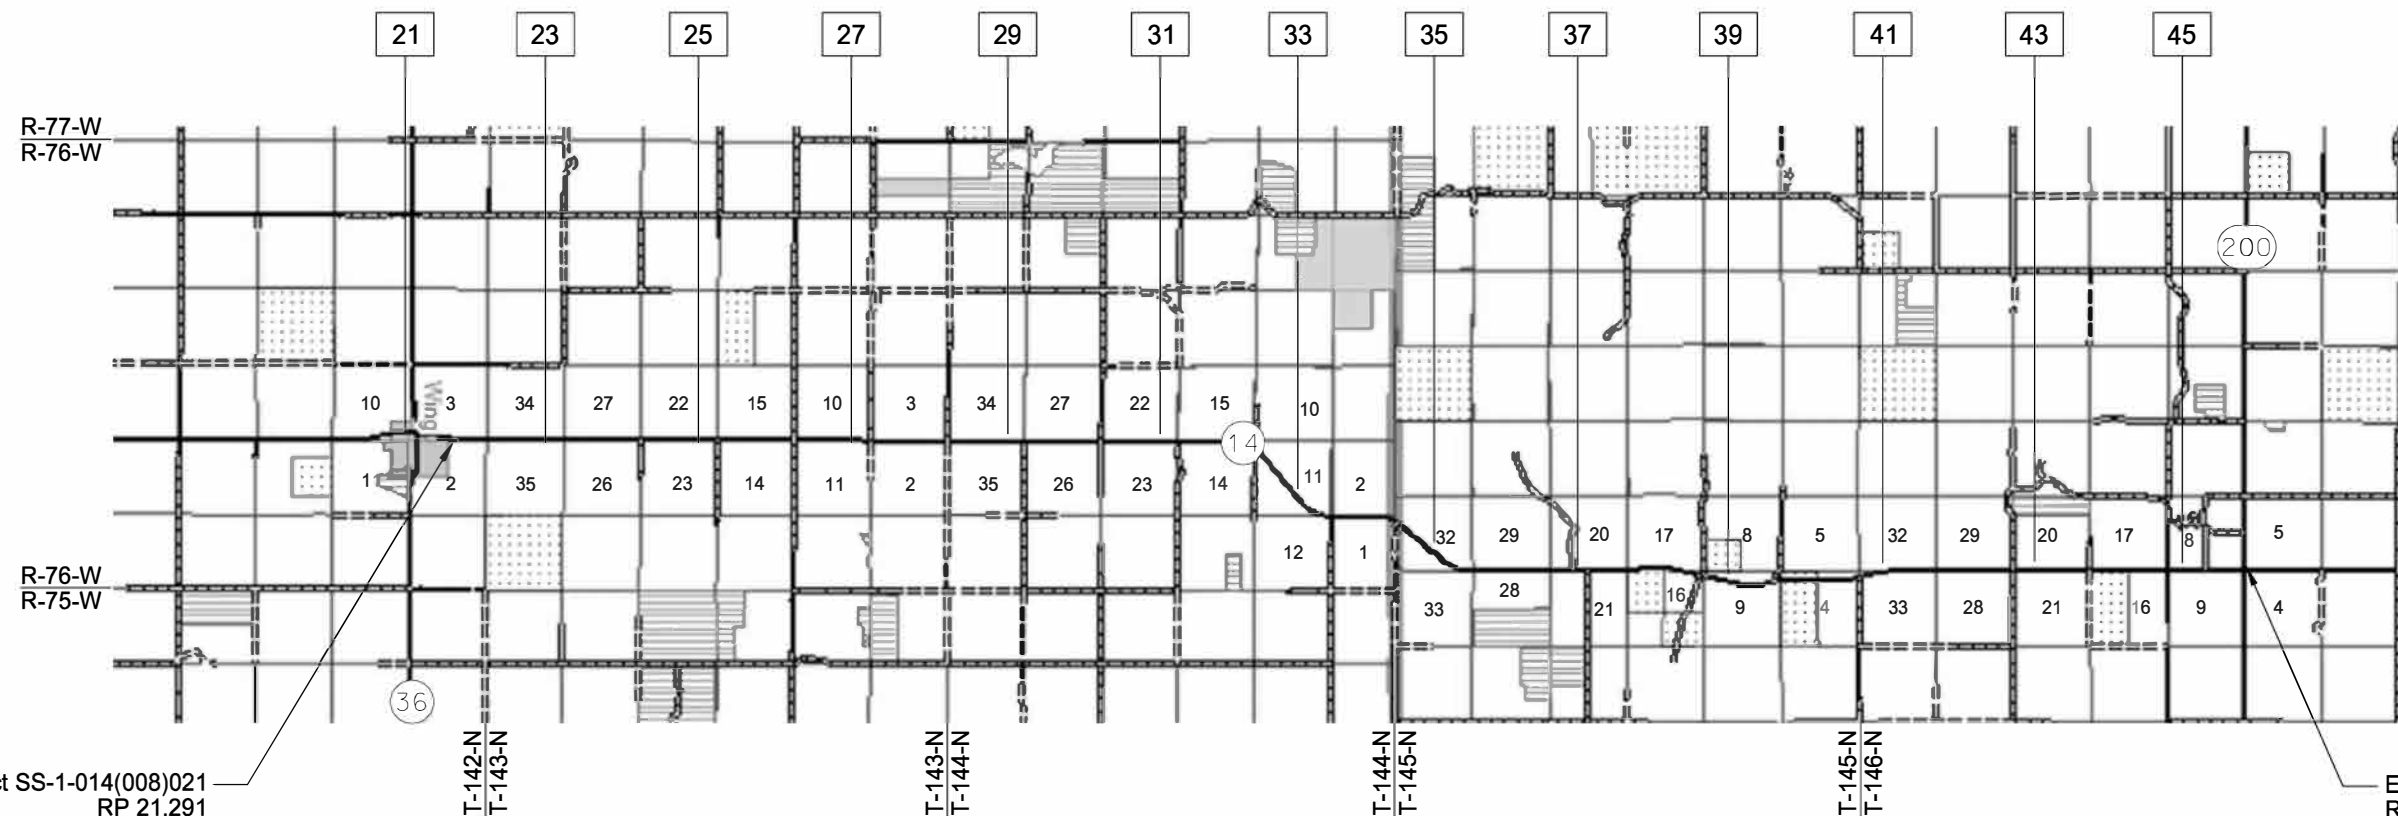 21 23 25 27 29 31 33 35 37 39 41 43 45
R-77-W
R-76-W
200
Wing
10 3 34 27 22 15 10 3 34 27 22 15 10
14
11 2 35 26 23 14 11 2 35 26 23 14 11 2
12 1 32 29 20 17 8 5 32 29 20 17 8 5
R-76-W
R-75-W
33 28 21 16 9 4 33 28 21 16 9 4
36
T-142-N
T-143-N
T-143-N
T-144-N
T-144-N
T-145-N
T-145-N
T-146-N
ct SS-1-014(008)021
RP 21.291
E
R